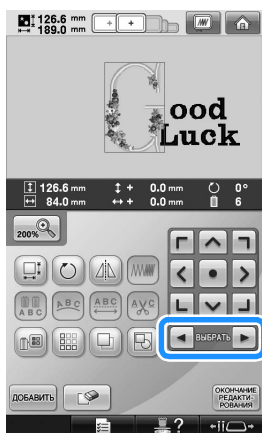 126.6 mm
189.0 mm
G ood
Luck
126.6 mm + 0.0 mm 0°
84.0 mm + 0.0 mm 6
200%
A B C A B C A B C A C
ВЫБРАТЬ
ДОБАВИТЬ
ОКОНЧАНИЕ
РЕДАКТИ-
РОВАНИЯ
?